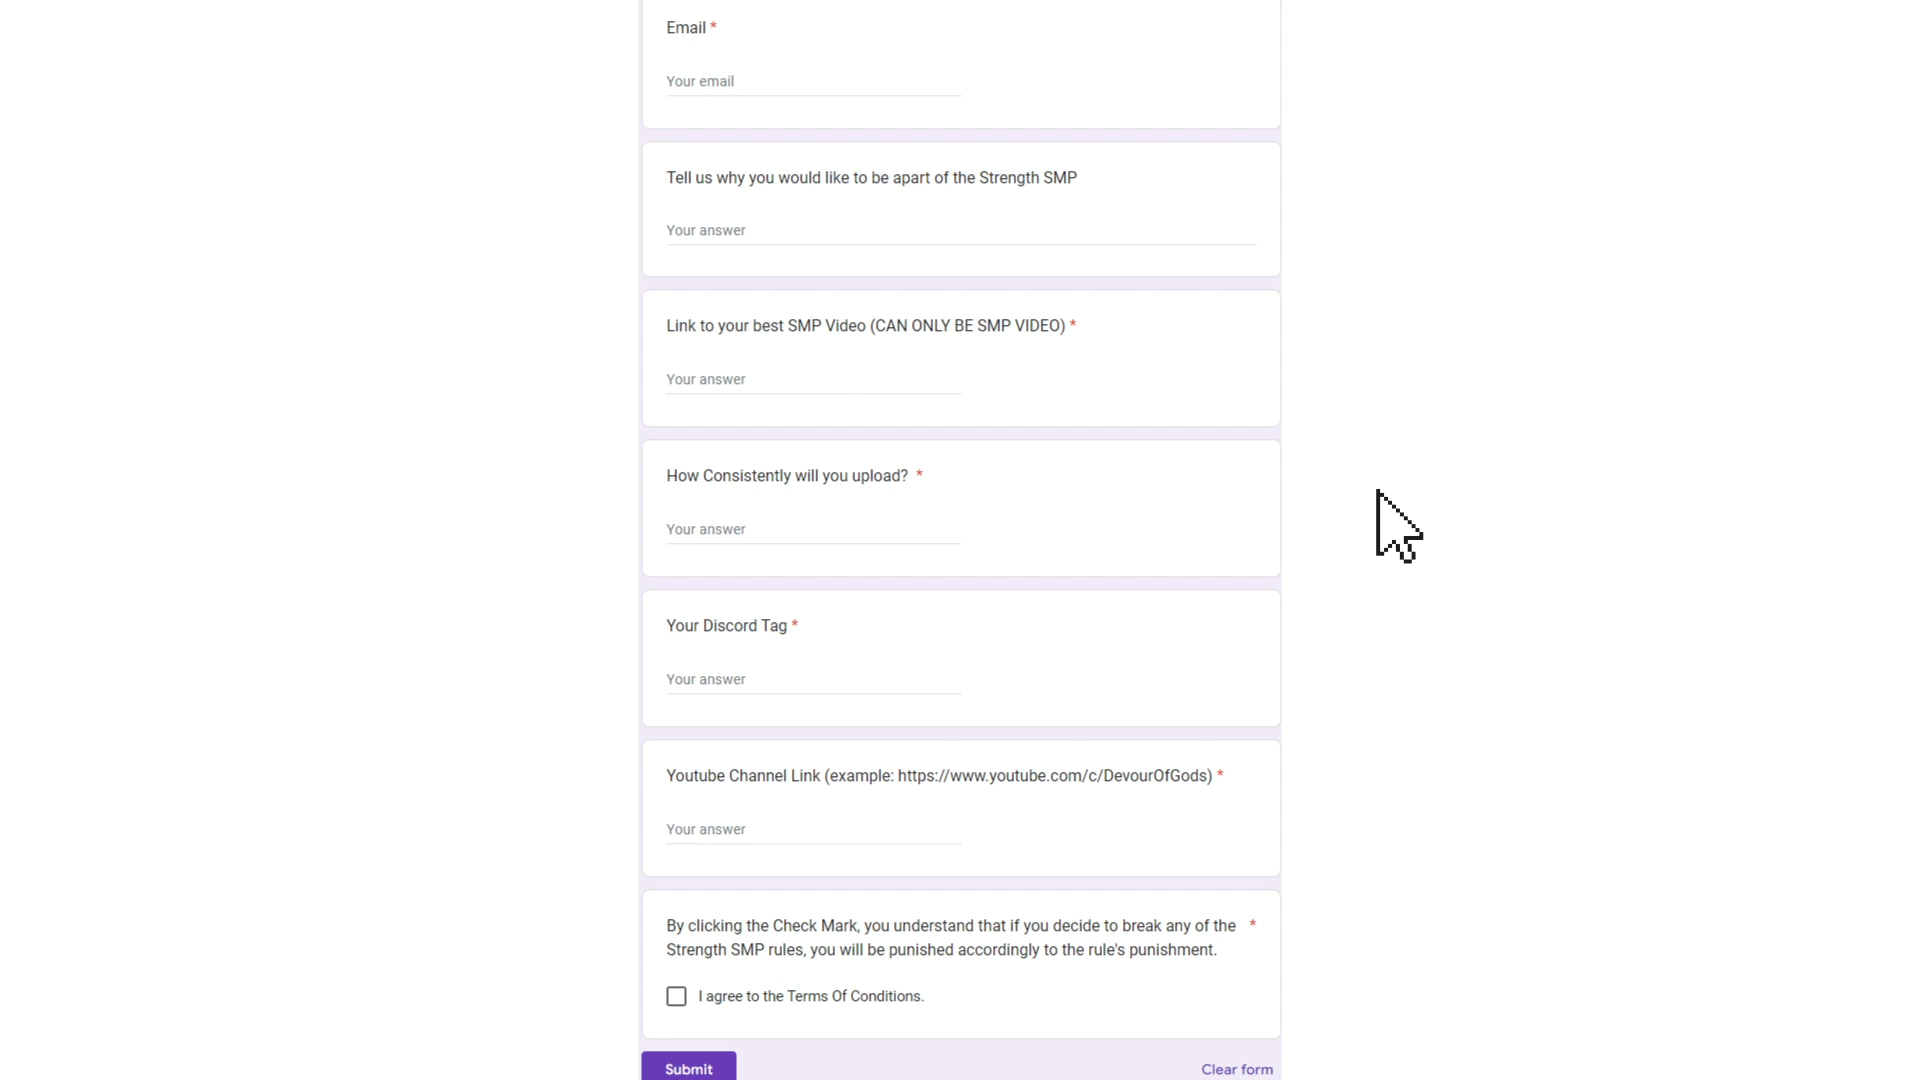 Email *
Your email
Tell us why you would like to be apart of the Strength SMP
Your answer
Link to your best SMP Video (CAN ONLY BE SMP VIDEO) *
Your answer
How Consistently will you upload? *
Your answer
Your Discord Tag *
Your answer
Youtube Channel Link (example: https://www.youtube.com/c/DevourOfGods) *
Your answer
By clicking the Check Mark, you understand that if you decide to break any of the *
Strength SMP rules, you will be punished accordingly to the rule's punishment.
I agree to the Terms Of Conditions.
Submit Clear form